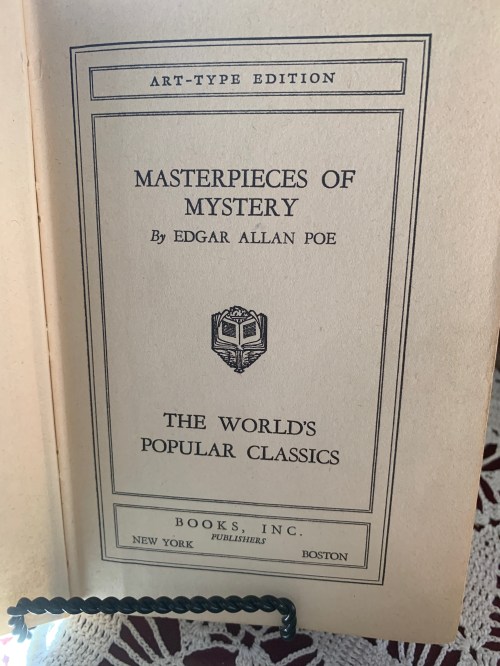 ART-TYPE EDITION
MASTERPIECES OF
MYSTERY
By EDGAR ALLAN POE
THE WORLD'S
POPULAR CLASSICS
BOOKS, INC.
PUBLISHERS
NEW YORK BOSTON